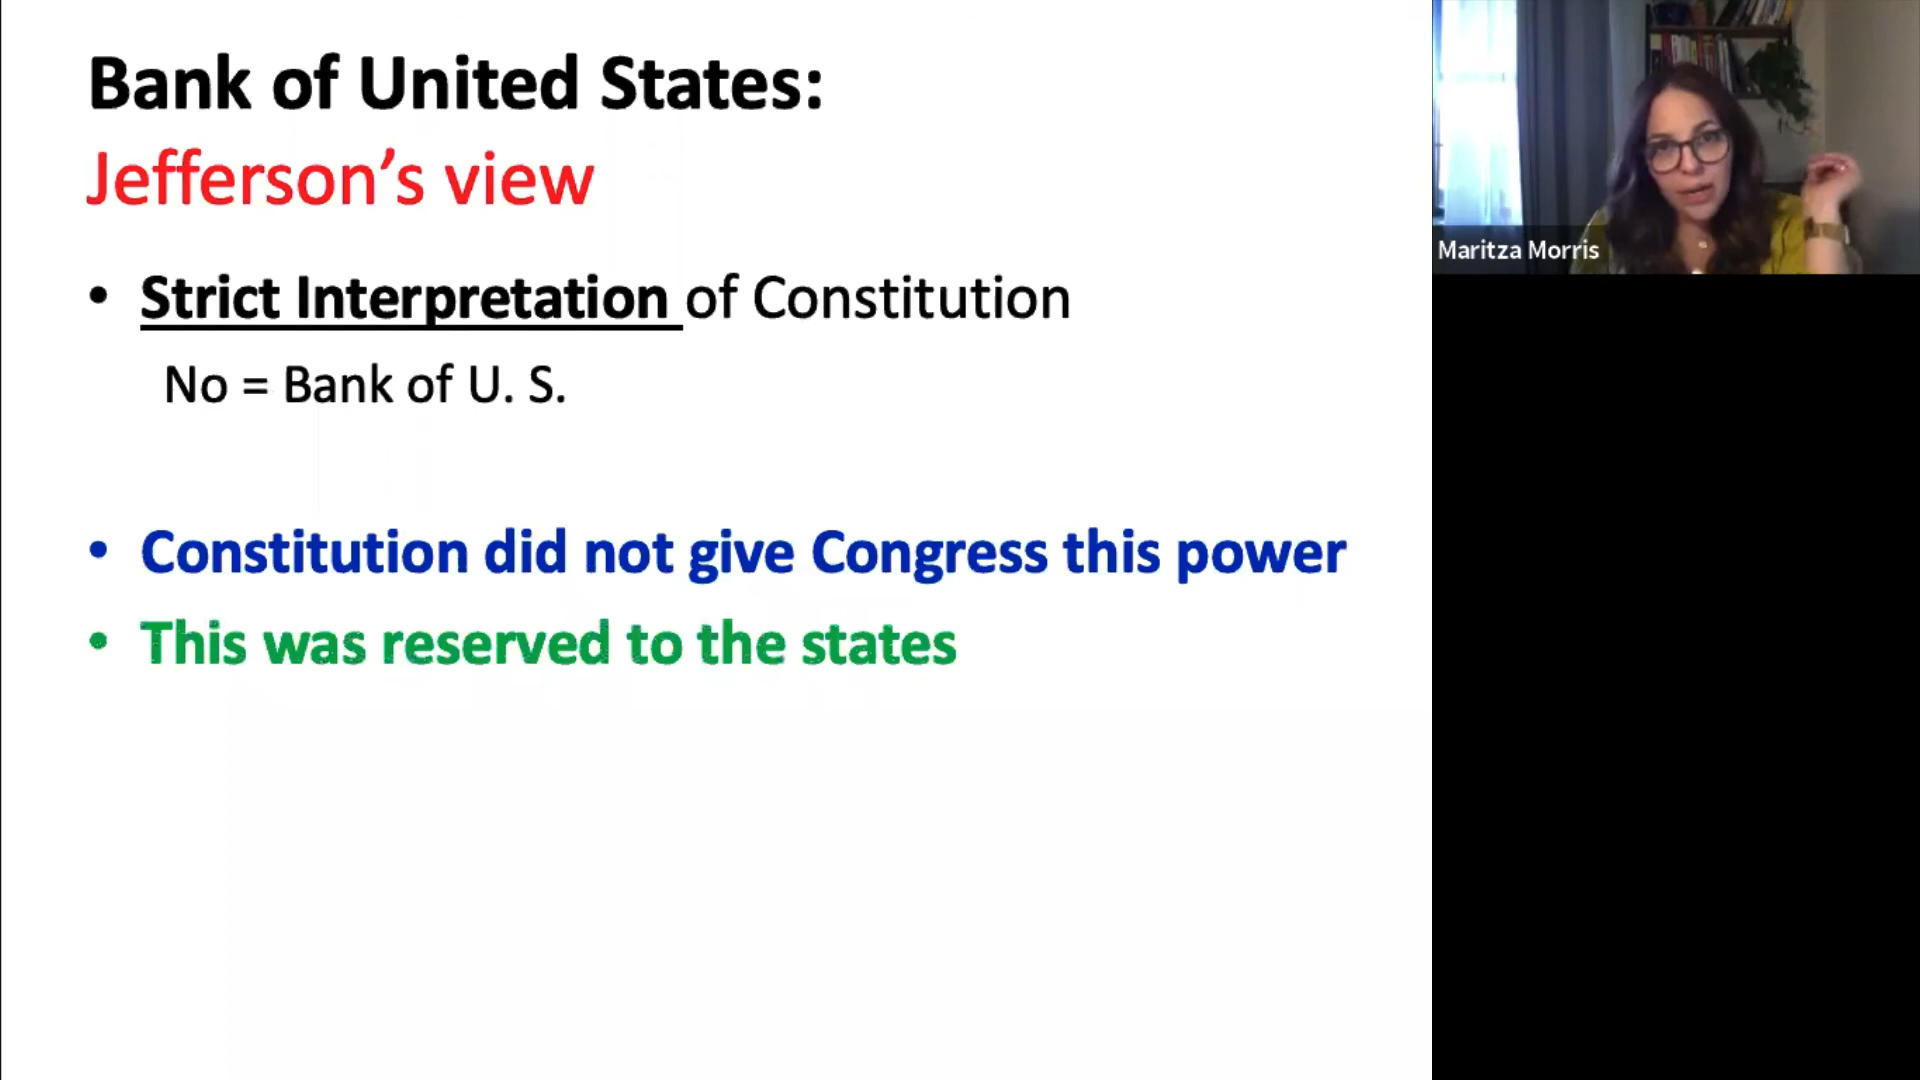 Bank of United States:
Jefferson’s view
• Strict Interpretation of Constitution
No = Bank of U. S.
• Constitution did not give Congress this power
• This was reserved to the states
Maritza Morris